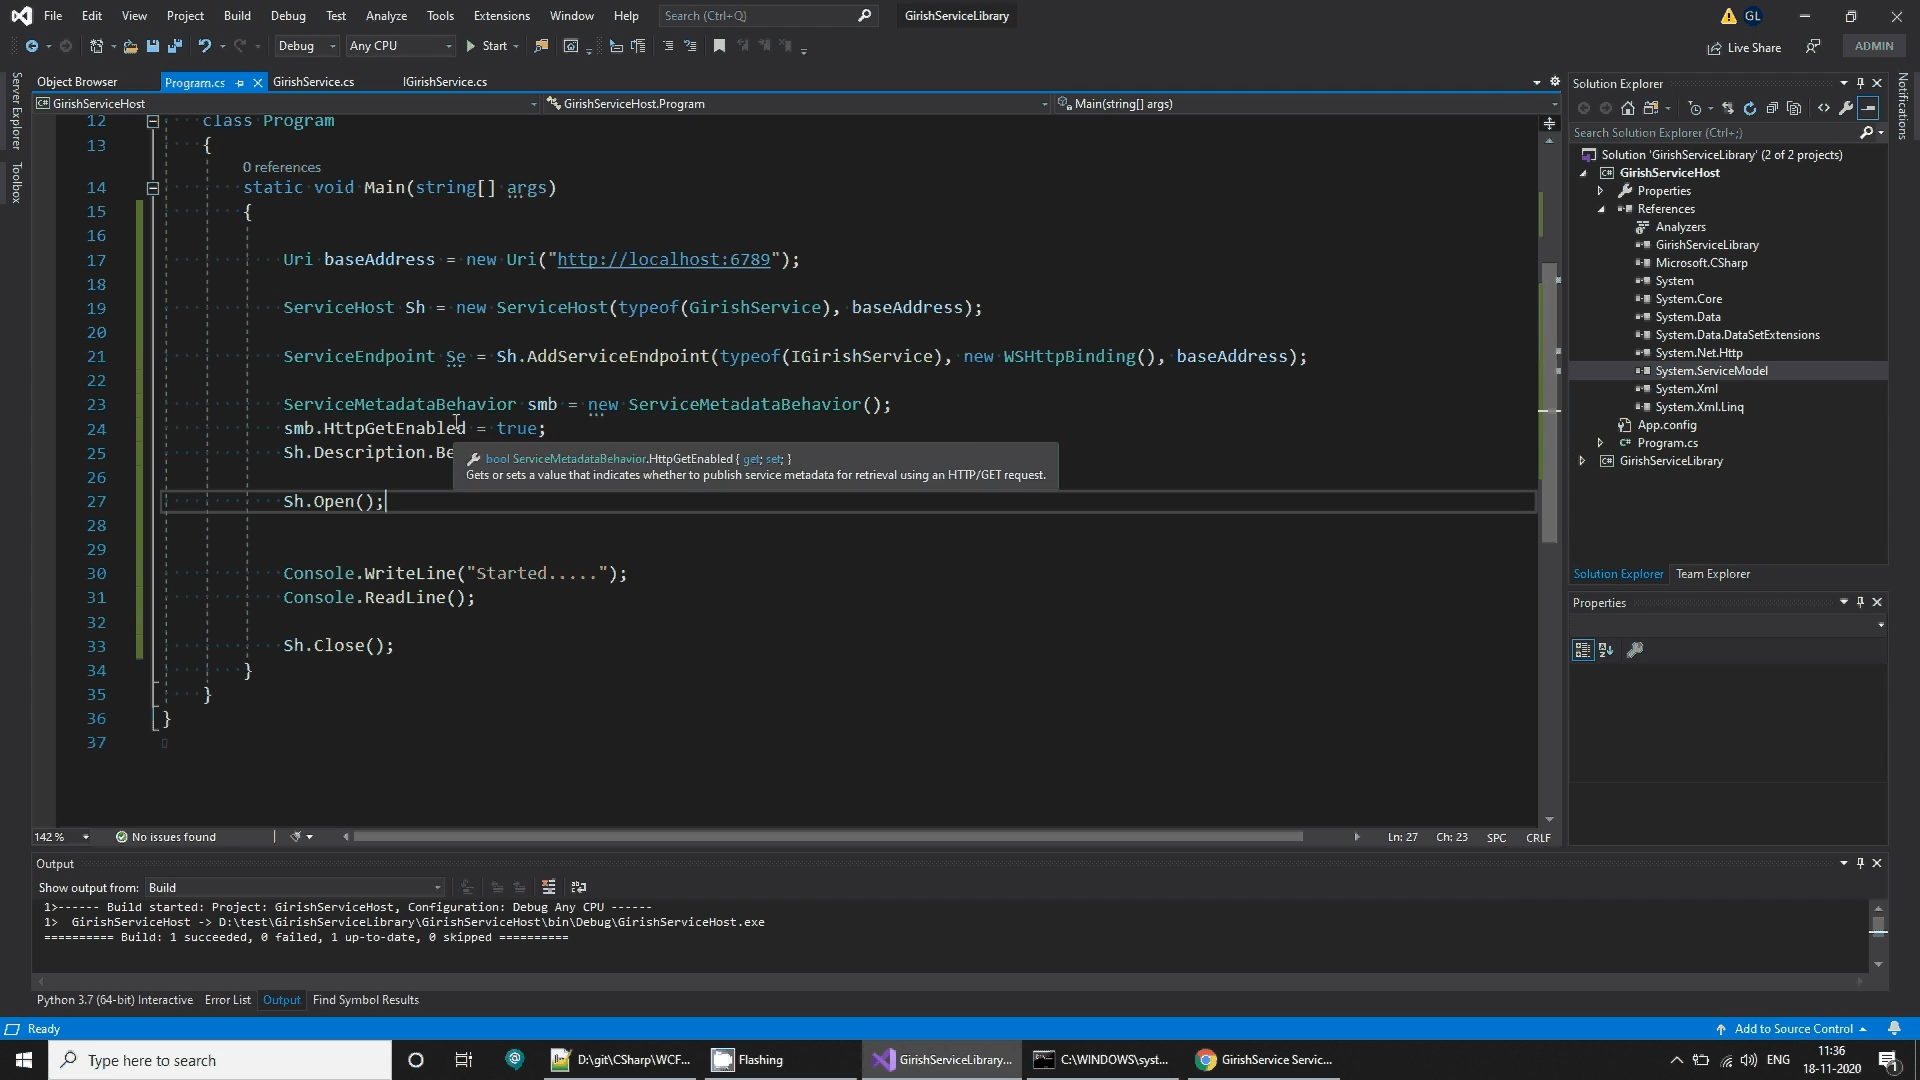 File Edit View Project Build Debug Test Analyze Tools Extensions Window Help Search (Ctrl+Q) GirishServiceLibrary GL
Debug Any CPU Start Live Share ADMIN
Server Explorer
Toolbox
Notifications
Object Browser Program.cs GirishService.cs IGirishService.cs
GirishServiceHost GirishServiceHost.Program Main(string[] args)
12 class Program
13 {
0 references
14 static void Main(string[] args)
15 {
16
17 Uri baseAddress = new Uri("http://localhost:6789");
18
19 ServiceHost Sh = new ServiceHost(typeof(GirishService), baseAddress);
20
21 ServiceEndpoint Se = Sh.AddServiceEndpoint(typeof(IGirishService), new WSHttpBinding(), baseAddress);
22
23 ServiceMetadataBehavior smb = new ServiceMetadataBehavior();
24 smb.HttpGetEnabled = true;
25 Sh.Description.Be
bool ServiceMetadataBehavior.HttpGetEnabled { get; set; }
Gets or sets a value that indicates whether to publish service metadata for retrieval using an HTTP/GET request.
26
27 Sh.Open();
28
29
30 Console.WriteLine("Started.....");
31 Console.ReadLine();
32
33 Sh.Close();
34 }
35 }
36 }
37
142 % No issues found Ln: 27 Ch: 23 SPC CRLF
Solution Explorer
Search Solution Explorer (Ctrl+;)
Solution 'GirishServiceLibrary' (2 of 2 projects)
GirishServiceHost
Properties
References
Analyzers
GirishServiceLibrary
Microsoft.CSharp
System
System.Core
System.Data
System.Data.DataSetExtensions
System.Net.Http
System.ServiceModel
System.Xml
System.Xml.Linq
App.config
Program.cs
GirishServiceLibrary
Solution Explorer Team Explorer
Properties
Output
Show output from: Build
1>------ Build started: Project: GirishServiceHost, Configuration: Debug Any CPU ------
1> GirishServiceHost -> D:\test\GirishServiceLibrary\GirishServiceHost\bin\Debug\GirishServiceHost.exe
========== Build: 1 succeeded, 0 failed, 1 up-to-date, 0 skipped ==========
Python 3.7 (64-bit) Interactive Error List Output Find Symbol Results
Ready Add to Source Control
Type here to search D:\git\CSharp\WCF... Flashing GirishServiceLibrary... C:\WINDOWS\syst... GirishService Servic... ENG 11:36
18-11-2020 1